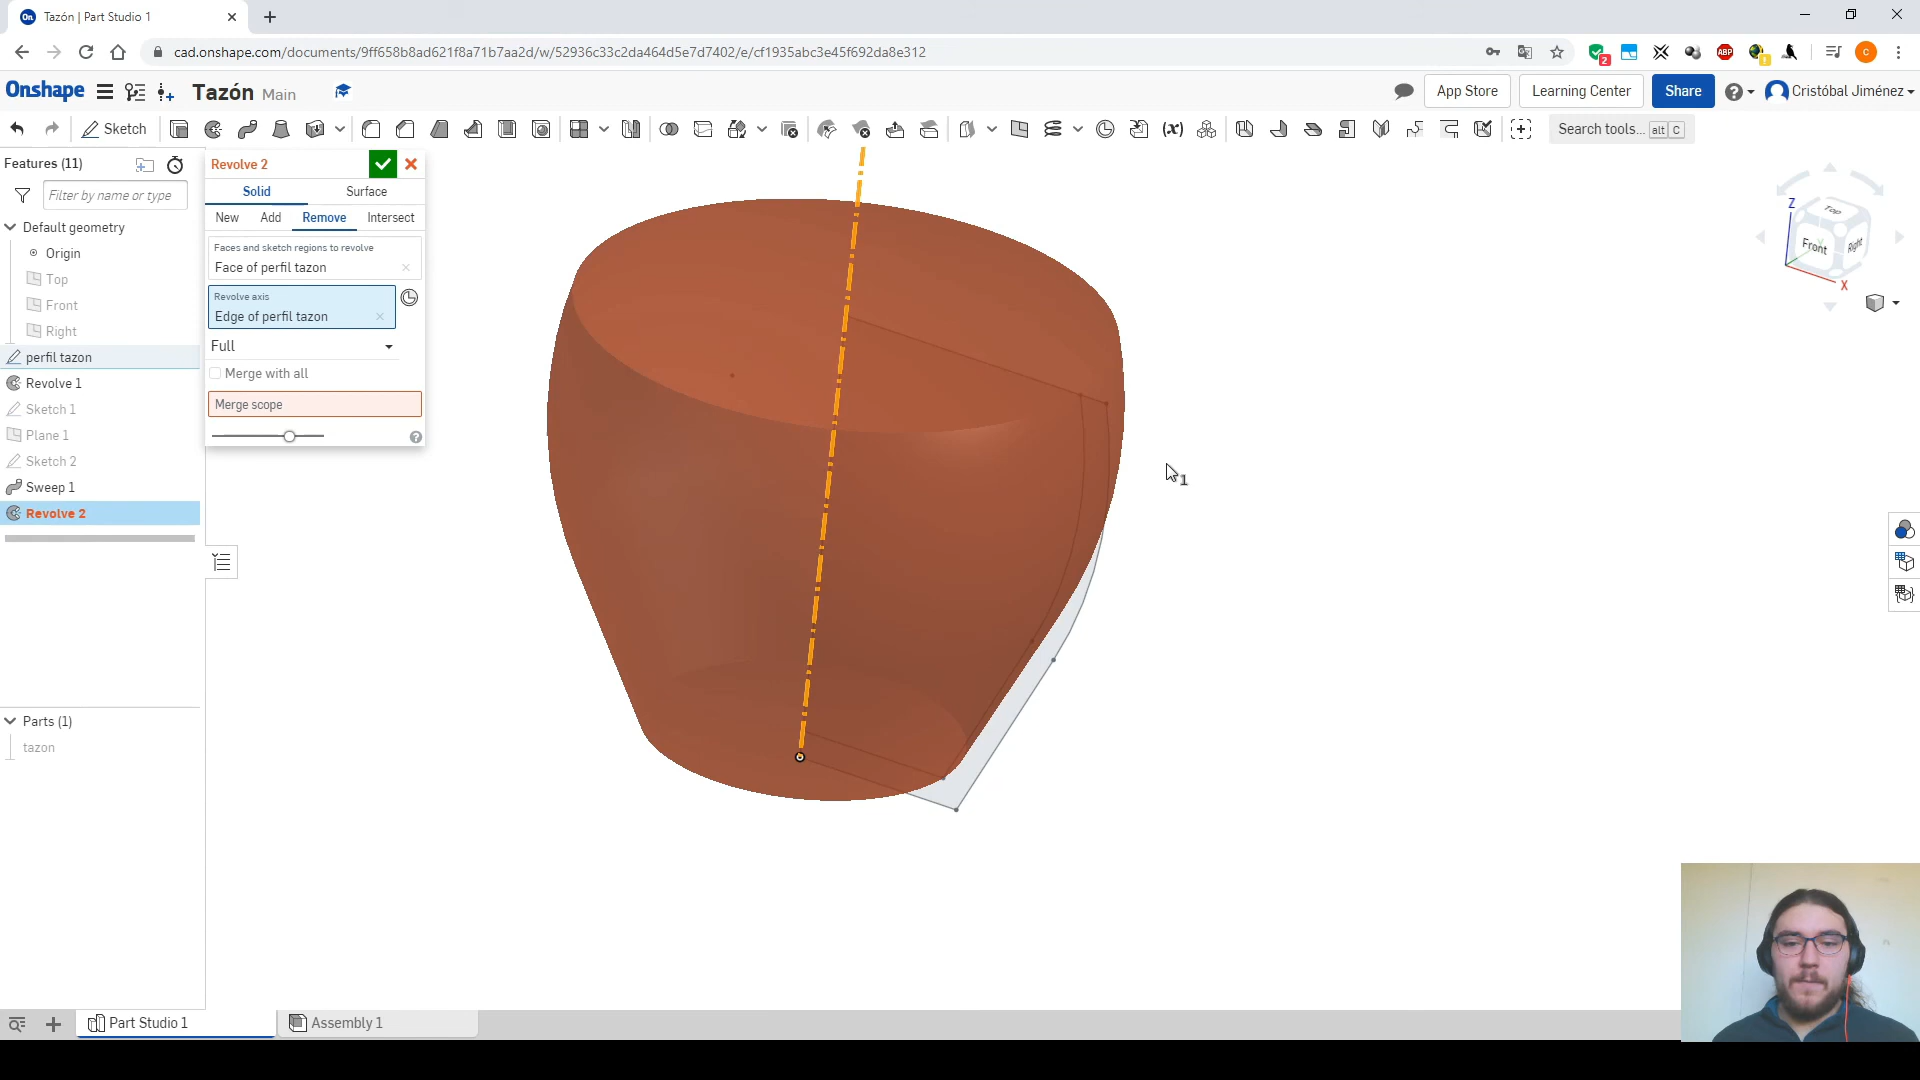 Tazón | Part Studio 1
cad.onshape.com/documents/9ff658b8ad621f8a71b7aa2d/w/52936c33c2da464d5e7d7402/e/cf1935abc3e45f692da8e312
2
ABP
1
C
Onshape
Tazón Main
App Store
Learning Center
Share
Cristóbal Jiménez
Sketch
(x)
Search tools... alt C
Features (11)
Filter by name or type
Default geometry
Origin
Top
Front
Right
perfil tazon
Revolve 1
Sketch 1
Plane 1
Sketch 2
Sweep 1
Revolve 2
Parts (1)
tazon
Revolve 2
Solid
Surface
New
Add
Remove
Intersect
Faces and sketch regions to revolve
Face of perfil tazon
Revolve axis
Edge of perfil tazon
Full
Merge with all
Merge scope
1
Z
Top
Front
Right
X
Part Studio 1
Assembly 1